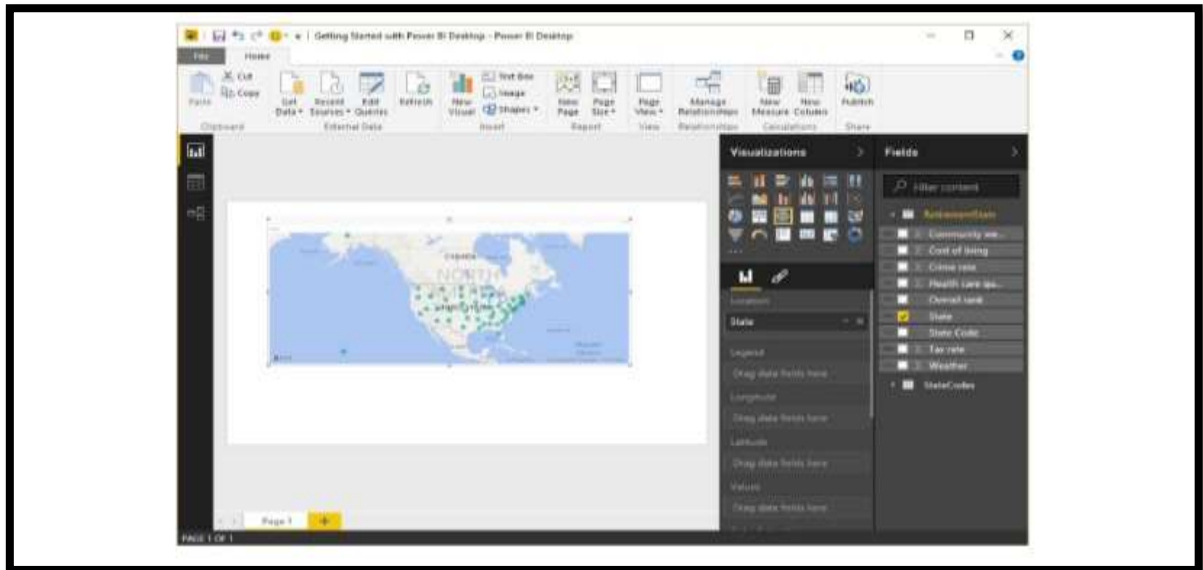 Getting Started with Power BI Desktop - Power BI Desktop
File Home
Cut
Copy
Paste
Get Data
Recent Sources
Edit Queries
Refresh
New Visual
Text Box
Image
Shapes
New Page
Page Size
Page View
Manage Relationships
New Measure
New Column
Publish
Clipboard External Data Insert Report View Relationships Calculations Share
Visualizations
Fields
Filter content
RetirementStats
Community we...
Cost of living
Crime rate
Health care qu...
Overall rank
State
State Code
Tax rate
Weather
StateCodes
Location
State
Legend
Drag data fields here
Longitude
Drag data fields here
Latitude
Drag data fields here
Values
Drag data fields here
CANADA
NORTH
Page 1
PAGE 1 OF 1